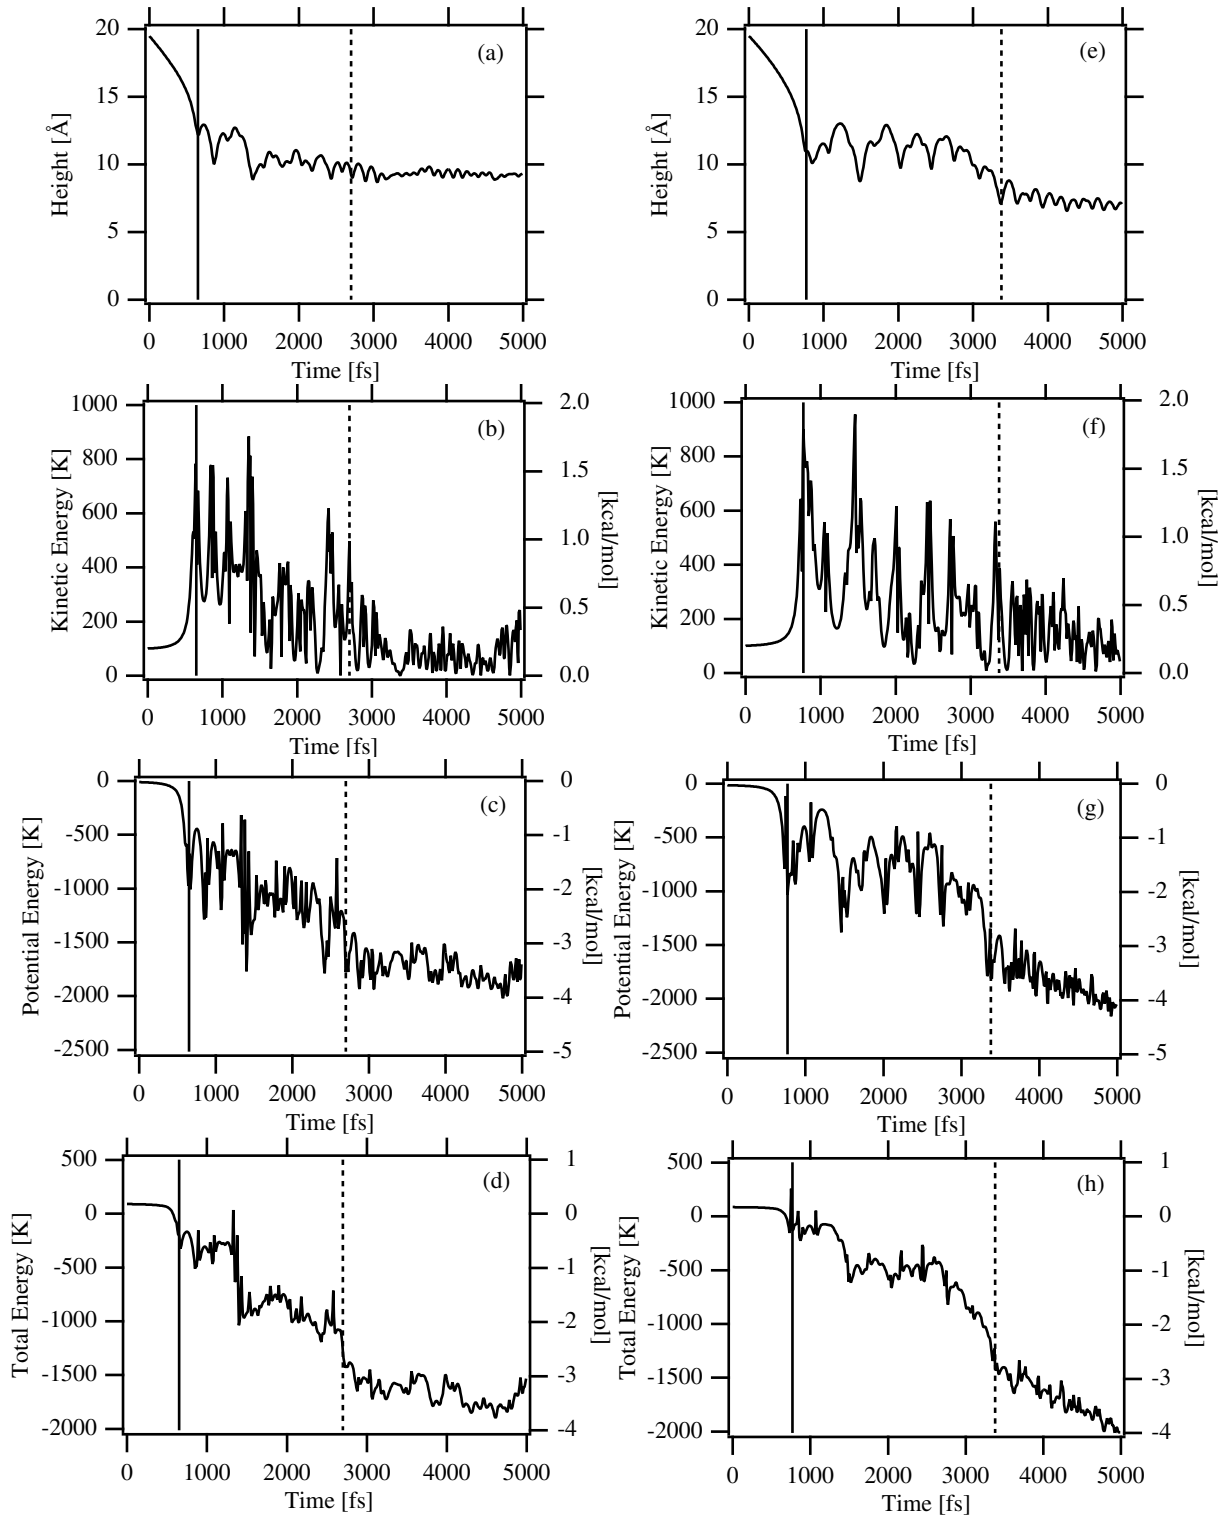 20
15
10
5
0
Height [Å]
(a)
0 1000 2000 3000 4000 5000
Time [fs]
20
15
10
5
0
Height [Å]
(e)
0 1000 2000 3000 4000 5000
Time [fs]
1000
800
600
400
200
0
Kinetic Energy [K]
(b)
2.0
1.5
1.0
0.5
0.0
[kcal/mol]
0 1000 2000 3000 4000 5000
Time [fs]
1000
800
600
400
200
0
Kinetic Energy [K]
(f)
2.0
1.5
1.0
0.5
0.0
[kcal/mol]
0 1000 2000 3000 4000 5000
Time [fs]
0
-500
-1000
-1500
-2000
-2500
Potential Energy [K]
(c)
0
-1
-2
-3
-4
-5
[kcal/mol]
0 1000 2000 3000 4000 5000
Time [fs]
0
-500
-1000
-1500
-2000
-2500
Potential Energy [K]
(g)
0
-1
-2
-3
-4
-5
[kcal/mol]
0 1000 2000 3000 4000 5000
Time [fs]
500
0
-500
-1000
-1500
-2000
Total Energy [K]
(d)
1
0
-1
-2
-3
-4
[kcal/mol]
0 1000 2000 3000 4000 5000
Time [fs]
500
0
-500
-1000
-1500
-2000
Total Energy [K]
(h)
1
0
-1
-2
-3
-4
[kcal/mol]
0 1000 2000 3000 4000 5000
Time [fs]